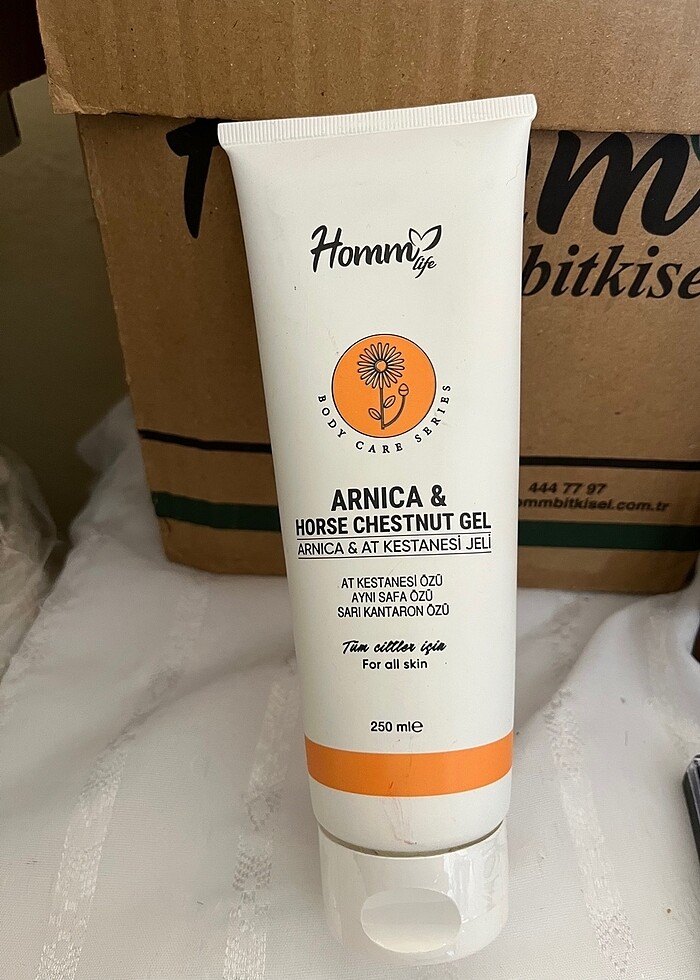 Homm
life
BODY CARE SERIES
ARNICA &
HORSE CHESTNUT GEL
ARNICA & AT KESTANESİ JELİ
AT KESTANESİ ÖZÜ
AYNI SAFA ÖZÜ
SARI KANTARON ÖZÜ
Tüm ciltler için
For all skin
250 ml℮
bitkise
444 77 97
ommbitkisel.com.tr